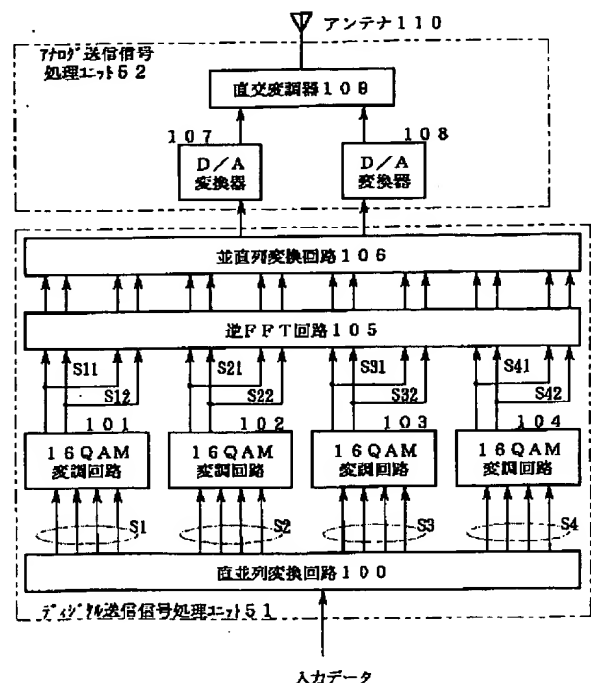 アンテナ１１０
ｱﾅﾛｸﾞ送信信号
処理ﾕﾆｯﾄ５２
直交変調器１０９
１０７
１０８
Ｄ／Ａ
変換器
Ｄ／Ａ
変換器
並直列変換回路１０６
逆ＦＦＴ回路１０５
S11
S12
S21
S22
S31
S32
S41
S42
１０１
１０２
１０３
１０４
１６ＱＡＭ
変調回路
１６ＱＡＭ
変調回路
１６ＱＡＭ
変調回路
１６ＱＡＭ
変調回路
S1
S2
S3
S4
直並列変換回路１００
ﾃﾞｨｼﾞﾀﾙ送信信号処理ﾕﾆｯﾄ５１
入力データ